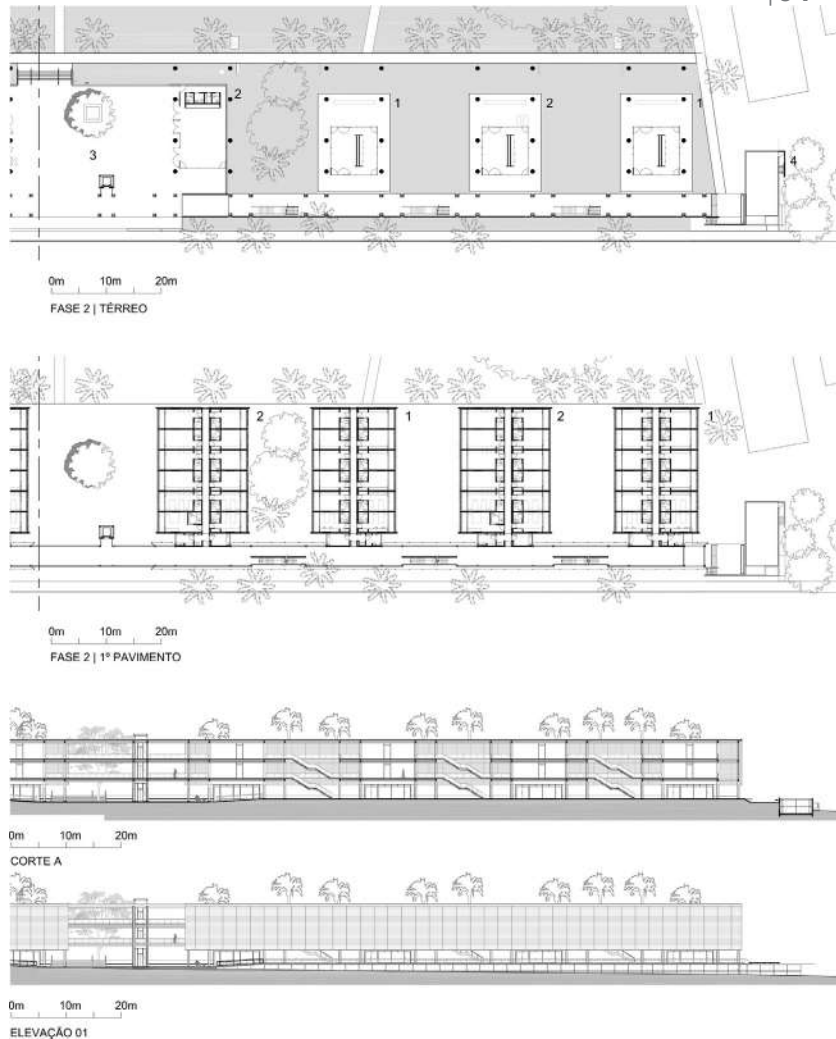 1 2 1
2
3 4
0m 10m 20m
FASE 2 | TÉRREO
2 1 2 1
0m 10m 20m
FASE 2 | 1º PAVIMENTO
0m 10m 20m
CORTE A
0m 10m 20m
ELEVAÇÃO 01